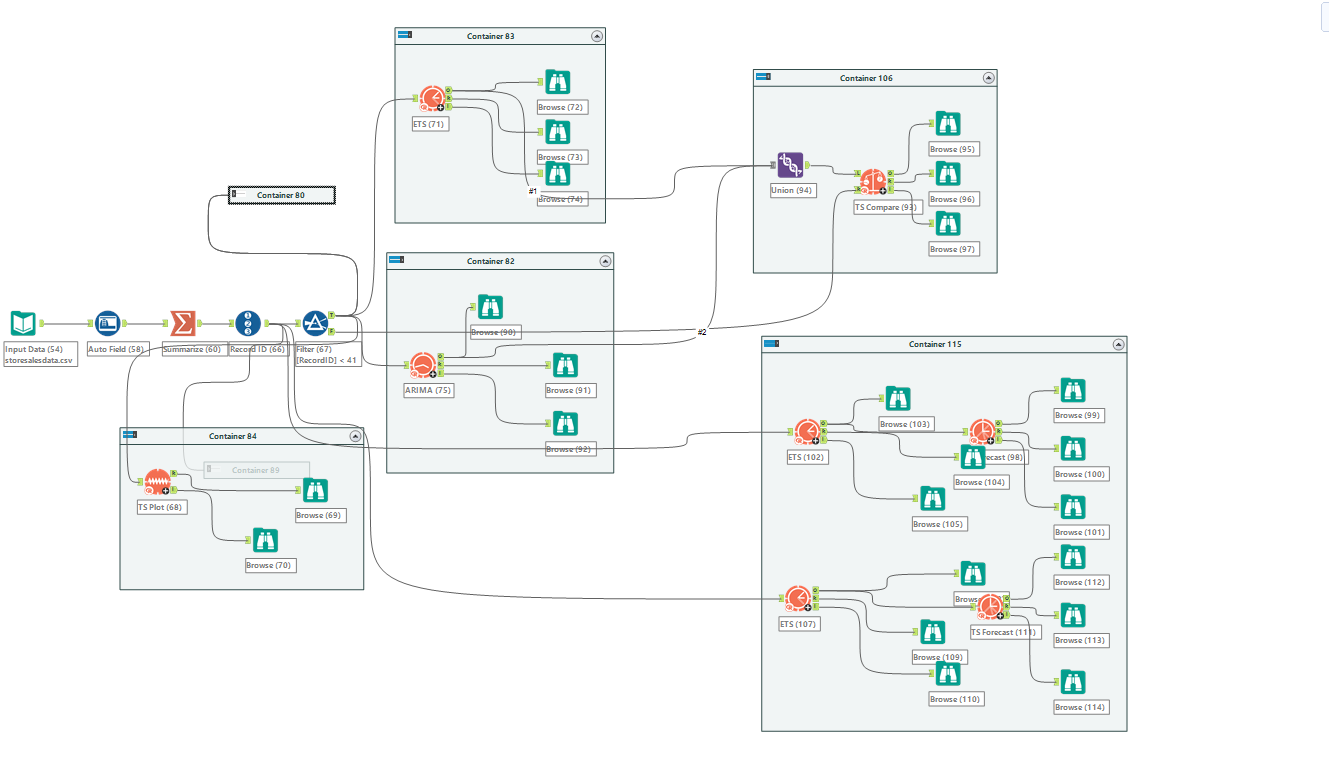 Container 83
ETS (71)
Browse (72)
Browse (73)
#1
Browse (74)
Container 106
Union (94)
TS Compare (93)
Browse (95)
Browse (96)
Browse (97)
Container 80
Container 82
Browse (90)
ARIMA (75)
Browse (91)
Browse (92)
#2
Input Data (54)
storesalesdata.csv
Auto Field (58)
Summarize (60)
Record ID (66)
Filter (67)
[RecordID] < 41
Container 84
Container 89
TS Plot (68)
Browse (69)
Browse (70)
Container 115
ETS (102)
Browse (103)
Browse (104)
Browse (105)
ecast (98)
Browse (99)
Browse (100)
Browse (101)
ETS (107)
Brows
TS Forecast (111)
Browse (109)
Browse (110)
Browse (112)
Browse (113)
Browse (114)